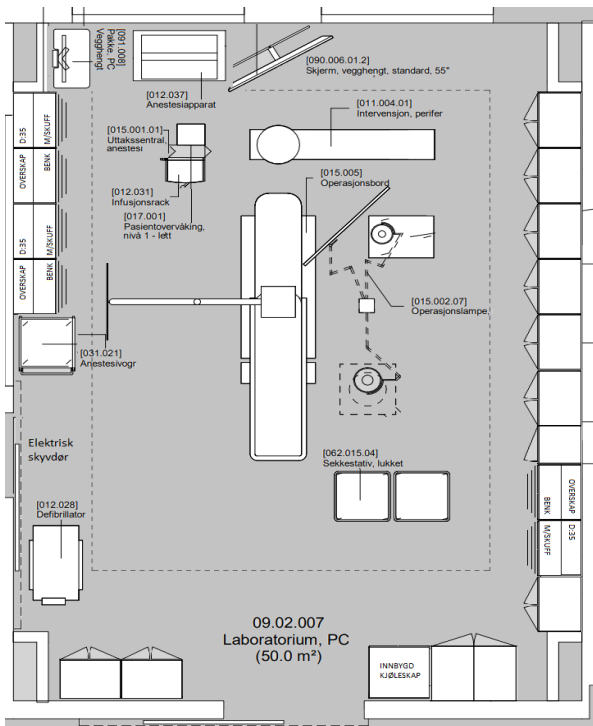 [091.008]
Pakke, PC
Vegghengt
[012.037]
Anestesiapparat
[090.006.01.2]
Skjerm, vegghengt, standard, 55"
[011.004.01]
Intervensjon, perifer
[015.001.01]
Uttakssentral,
anestesi
[012.031]
Infusjonsrack
[017.001]
Pasientovervåking,
nivå 1 - lett
[015.005]
Operasjonsbord
[015.002.07]
Operasjonslampe,
D:35
M/SKUFF
OVERSKAP
BENK
D:35
M/SKUFF
OVERSKAP
BENK
[031.021]
Anestesivogr
Elektrisk
skyvdør
[062.015.04]
Sekkestativ, lukket
[012.028]
Defibrillator
OVERSKAP
BENK
D:35
M/SKUFF
09.02.007
Laboratorium, PC
(50.0 m²)
INNBYGD
KJØLESKAP